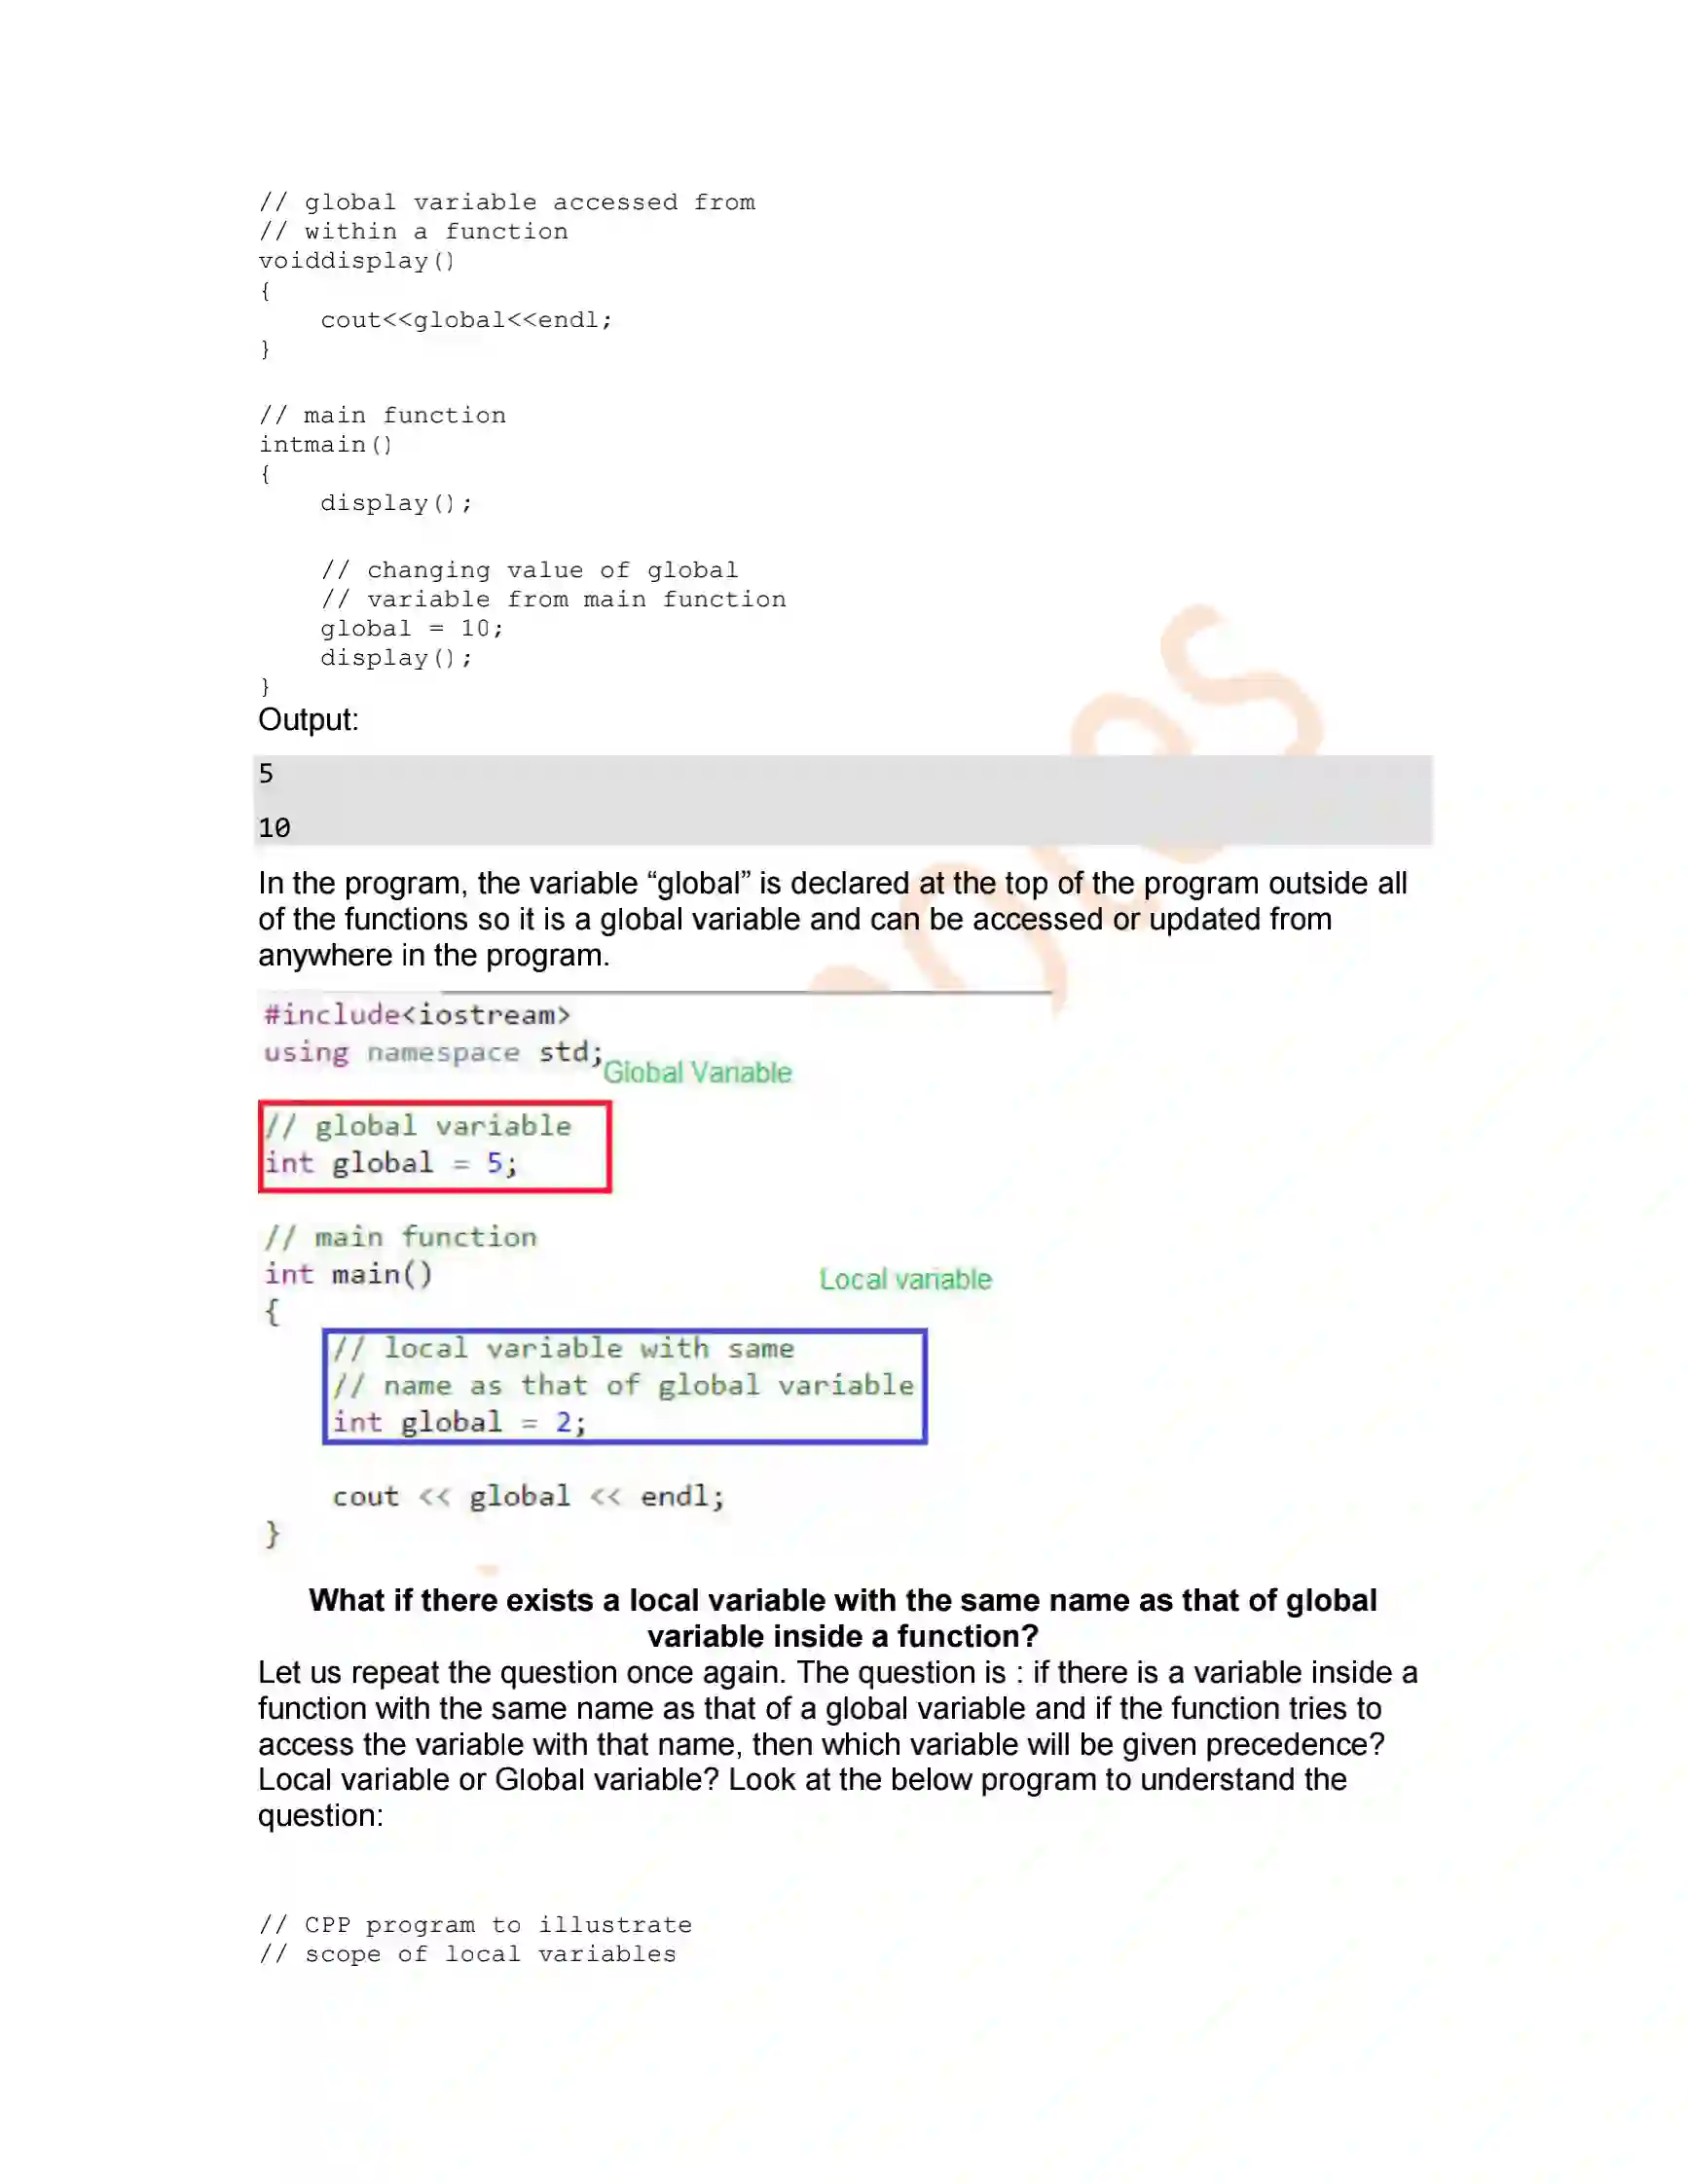 // global variable accessed from
// within a function
voiddisplay()
{
    cout<<global<<endl;
}
// main function
intmain()
{
    display();
    // changing value of global
    // variable from main function
    global = 10;
    display();
}
Output:
5
10
In the program, the variable “global” is declared at the top of the program outside all
of the functions so it is a global variable and can be accessed or updated from
anywhere in the program.
#include<iostream>
using namespace std;
Global Variable
// global variable
int global = 5;
// main function
int main()
Local variable
{
    // local variable with same
    // name as that of global variable
    int global = 2;
    cout << global << endl;
}
What if there exists a local variable with the same name as that of global
variable inside a function?
Let us repeat the question once again. The question is : if there is a variable inside a
function with the same name as that of a global variable and if the function tries to
access the variable with that name, then which variable will be given precedence?
Local variable or Global variable? Look at the below program to understand the
question:
// CPP program to illustrate
// scope of local variables